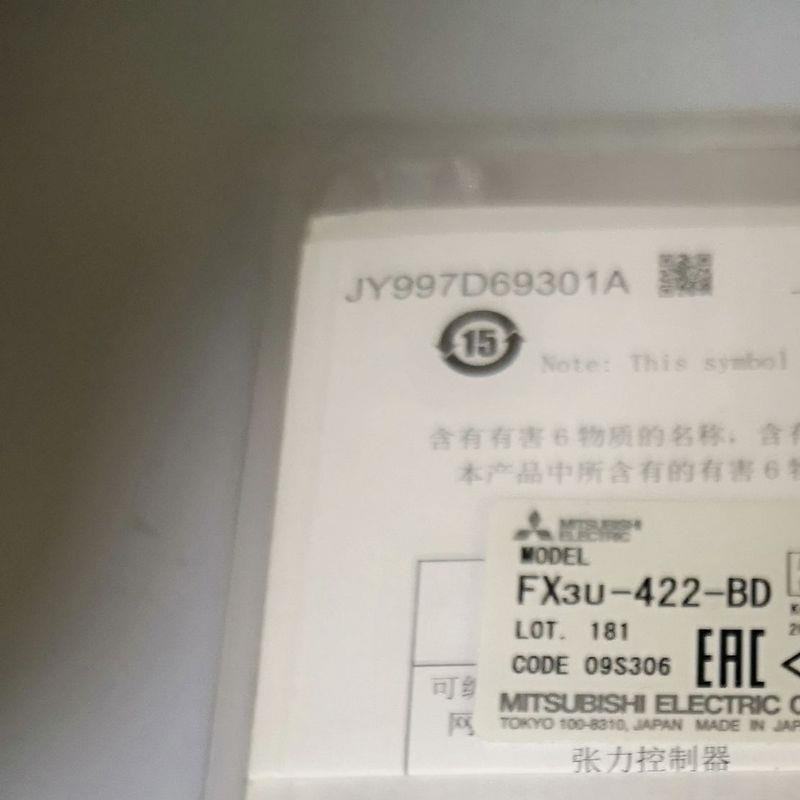 JY997D69301A
15
Note: This symbol
含有有害6物质的名称，含有
本产品中所含有的有害6物
MITSUBISHI
ELECTRIC
MODEL
FX3U-422-BD
LOT. 181
CODE 09S306
EAC
MITSUBISHI ELECTRIC
TOKYO 100-8310, JAPAN MADE IN JAP
可编
网
张力控制器